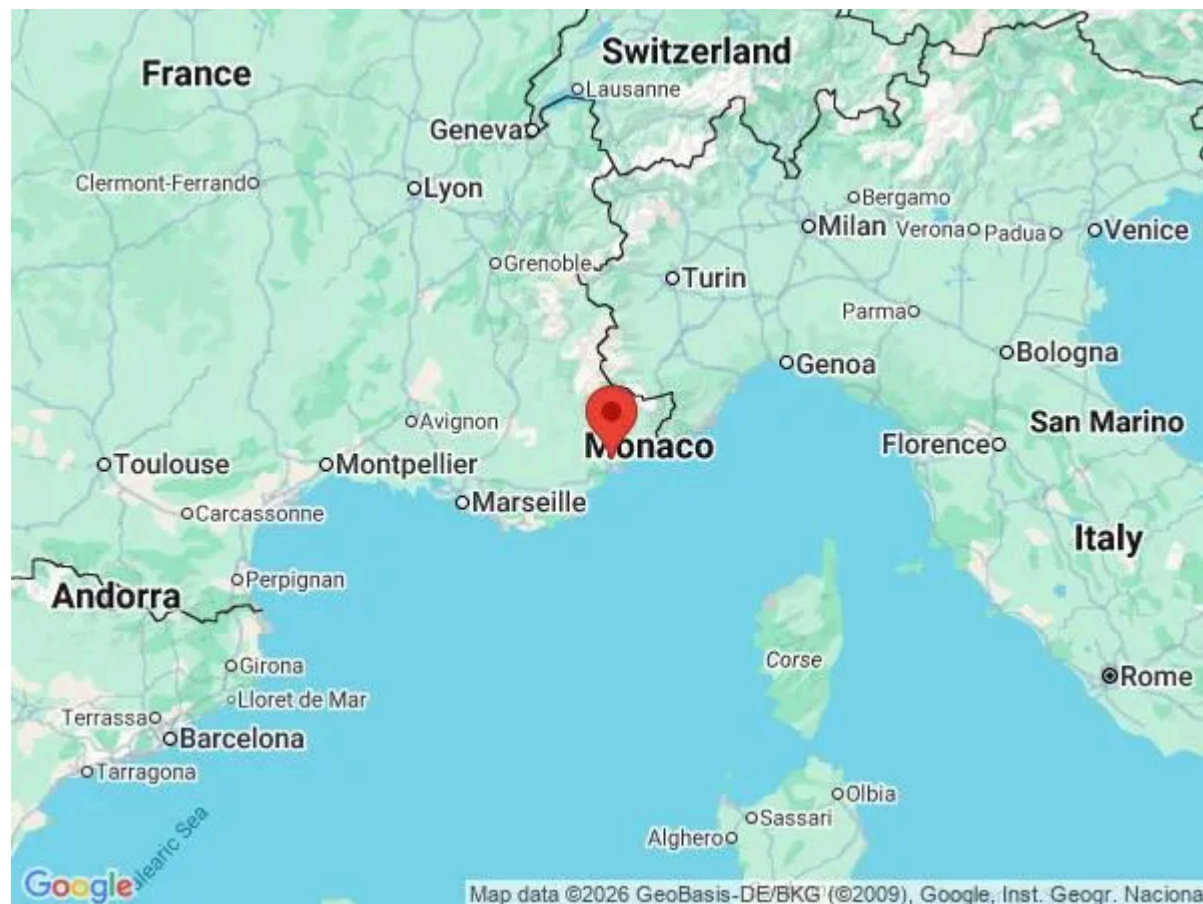 Switzerland
France
Lausanne
Geneva
Clermont-Ferrand
Lyon
Bergamo
Milan
Verona
Padua
Venice
Grenoble
Turin
Parma
Bologna
Genoa
Avignon
San Marino
Monaco
Florence
Toulouse
Montpellier
Marseille
Carcassonne
Italy
Perpignan
Andorra
Girona
Corse
Rome
Lloret de Mar
Terrassa
Barcelona
Tarragona
Olbia
Sassari
Alghero
learic Sea
Google
Map data ©2026 GeoBasis-DE/BKG (©2009), Google, Inst. Geogr. Naciona